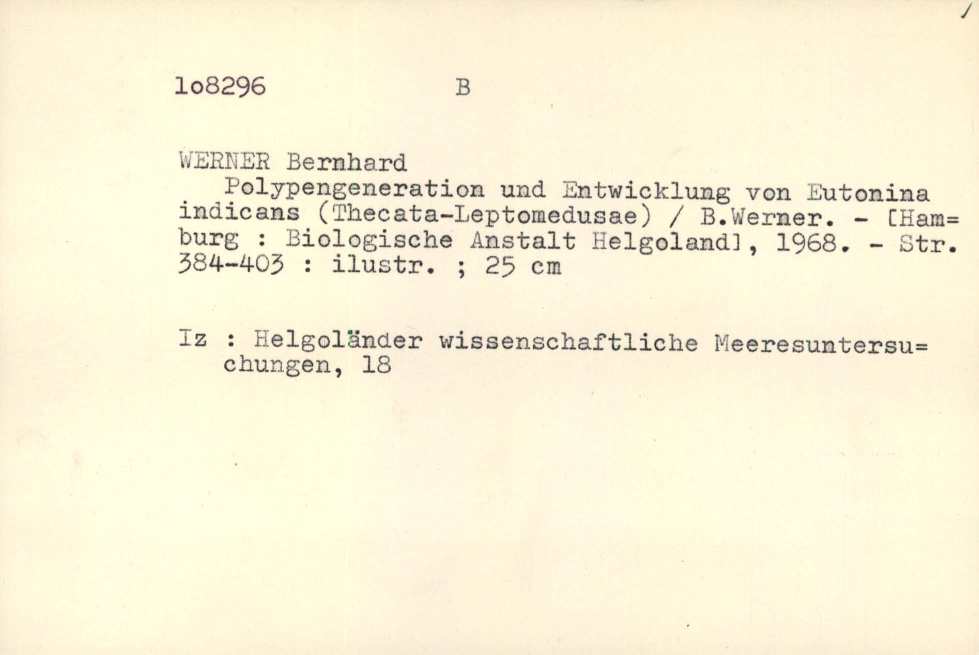 lo8296 B
WERNER Bernhard
Polypengeneration und Entwicklung von Eutonina
indicans (Thecata-Leptomedusae) / B.Werner. - [Ham=
burg : Biologische Anstalt Helgoland], 1968. - Str.
384-403 : ilustr. ; 25 cm
Iz : Helgoländer wissenschaftliche Meeresuntersu=
chungen, 18